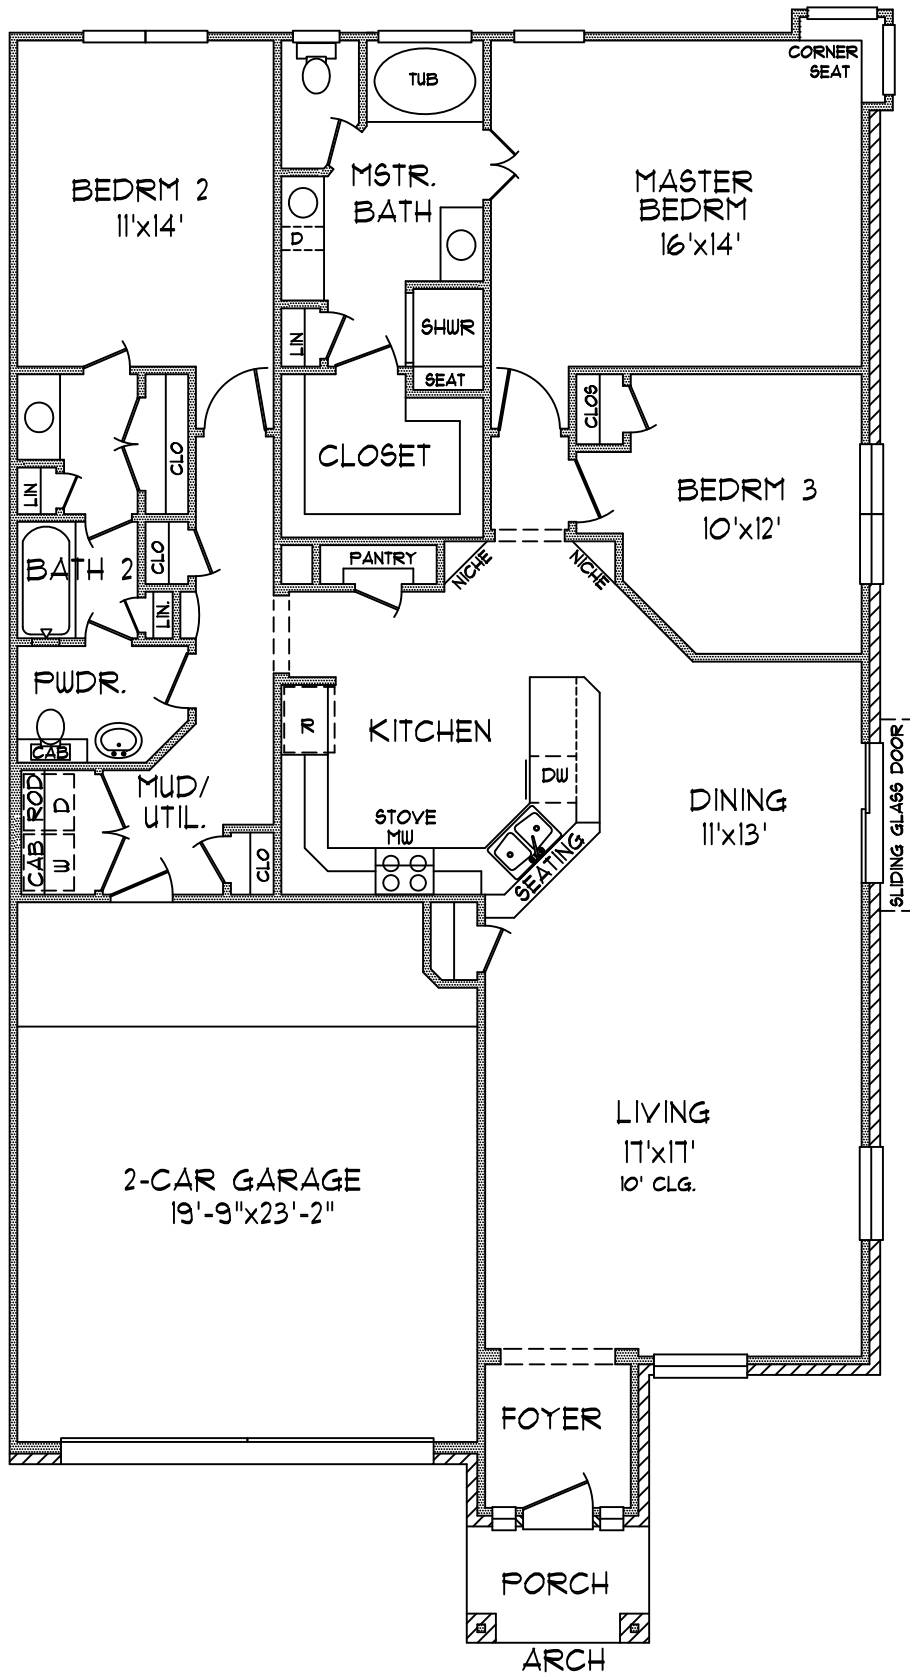 CORNER
SEAT
TUB
BEDRM 2
11'x14'
MSTR.
BATH
MASTER
BEDRM
16'x14'
D
LIN
SHWR
SEAT
CLO
CLOSET
CLOS
LIN
BEDRM 3
10'x12'
BATH 2
CLO
PANTRY
NICHE
NICHE
LIN.
PWDR.
R
KITCHEN
CAB
DW
SLIDING GLASS DOOR
ROD
D
MUD/
UTIL.
DINING
11'x13'
STOVE
MW
CAB
W
CLO
SEATING
LIVING
17'x17'
10' CLG.
2-CAR GARAGE
19'-9"x23'-2"
FOYER
PORCH
ARCH